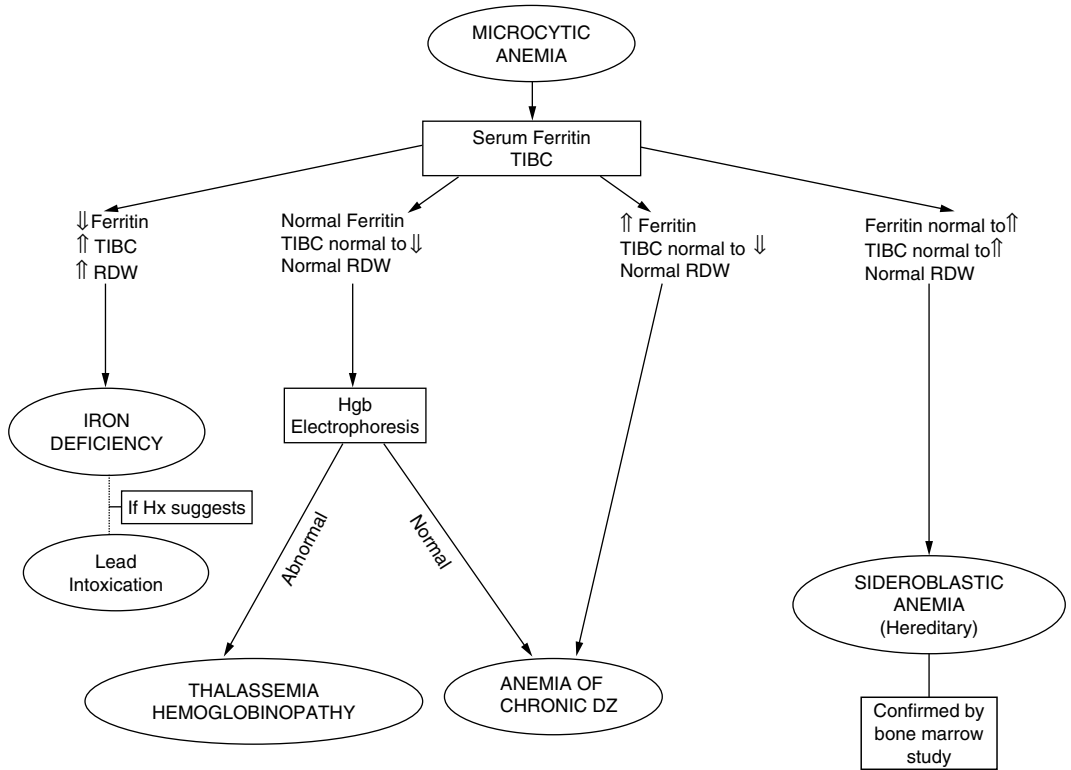 MICROCYTIC
ANEMIA
Serum Ferritin
TIBC
⇓ Ferritin
⇑ TIBC
⇑ RDW
Normal Ferritin
TIBC normal to ⇓
Normal RDW
⇑ Ferritin
TIBC normal to ⇓
Normal RDW
Ferritin normal to ⇑
TIBC normal to ⇑
Normal RDW
IRON
DEFICIENCY
If Hx suggests
Lead
Intoxication
Hgb
Electrophoresis
Abnormal
Normal
THALASSEMIA
HEMOGLOBINOPATHY
ANEMIA OF
CHRONIC DZ
SIDEROBLASTIC
ANEMIA
(Hereditary)
Confirmed by
bone marrow
study